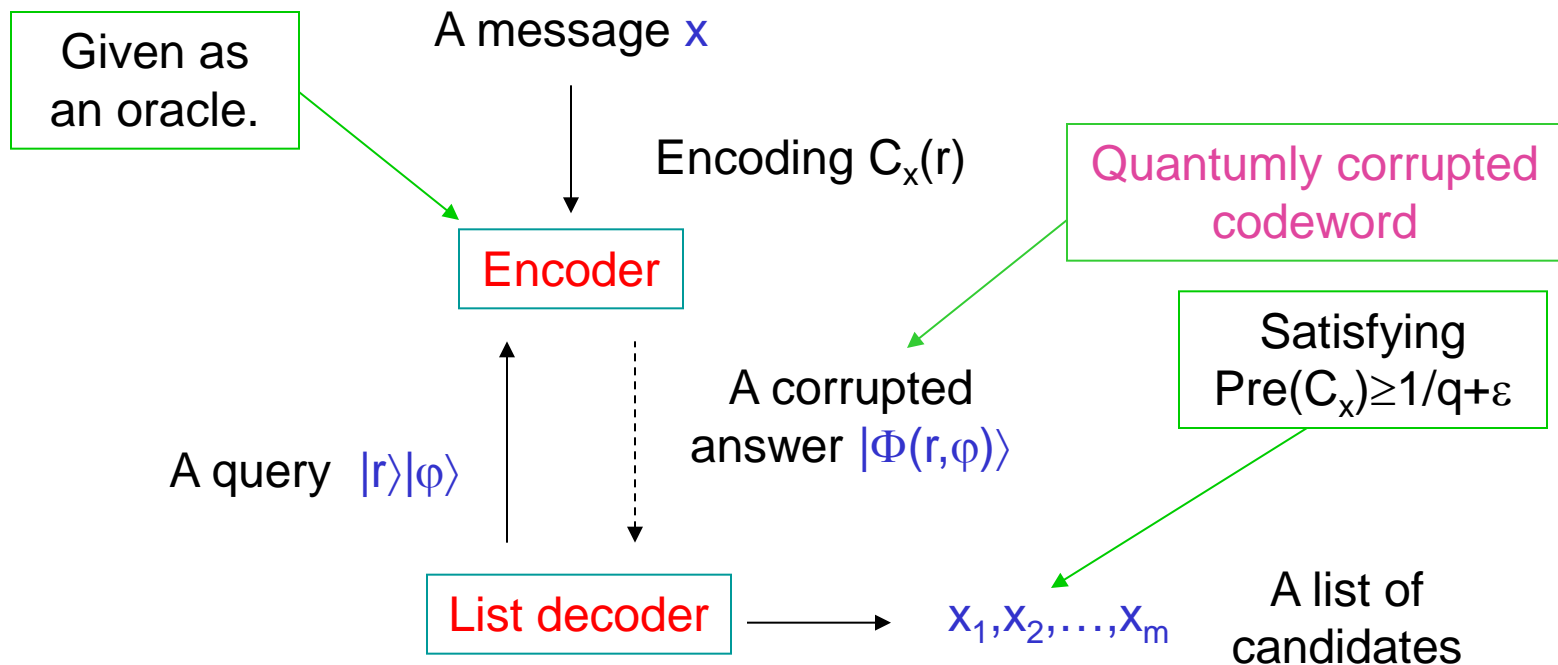 Given as
an oracle.
A message x
Encoding Cₓ(r)
Quantumly corrupted
codeword
Encoder
Satisfying
Pre(Cₓ)≥1/q+ε
A corrupted
answer |Φ(r,φ)⟩
A query |r⟩|φ⟩
List decoder
x₁,x₂,…,xₘ
A list of
candidates